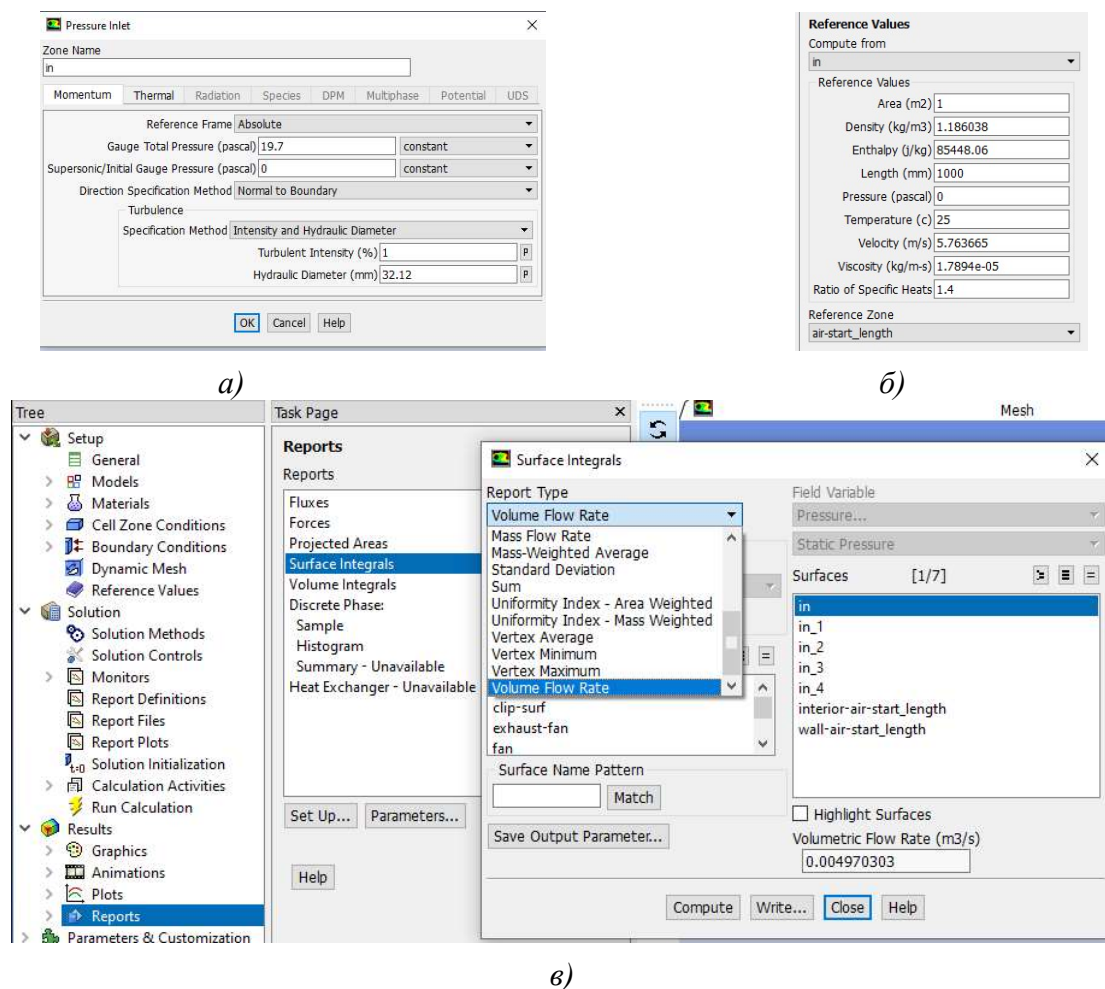 Pressure Inlet
Zone Name
in
Momentum Thermal Radiation Species DPM Multiphase Potential UDS
Reference Frame Absolute
Gauge Total Pressure (pascal) 19.7 constant
Supersonic/Initial Gauge Pressure (pascal) 0 constant
Direction Specification Method Normal to Boundary
Turbulence
Specification Method Intensity and Hydraulic Diameter
Turbulent Intensity (%) 1 P
Hydraulic Diameter (mm) 32.12 P
OK Cancel Help
а)
Reference Values
Compute from
in
Reference Values
Area (m2) 1
Density (kg/m3) 1.186038
Enthalpy (j/kg) 85448.06
Length (mm) 1000
Pressure (pascal) 0
Temperature (c) 25
Velocity (m/s) 5.763665
Viscosity (kg/m-s) 1.7894e-05
Ratio of Specific Heats 1.4
Reference Zone
air-start_length
б)
Tree
Setup
General
Models
Materials
Cell Zone Conditions
Boundary Conditions
Dynamic Mesh
Reference Values
Solution
Solution Methods
Solution Controls
Monitors
Report Definitions
Report Files
Report Plots
t=0 Solution Initialization
Calculation Activities
Run Calculation
Results
Graphics
Animations
Plots
Reports
Parameters & Customization
Task Page
Reports
Reports
Fluxes
Forces
Projected Areas
Surface Integrals
Volume Integrals
Discrete Phase:
Sample
Histogram
Summary - Unavailable
Heat Exchanger - Unavailable
Set Up... Parameters...
Help
Mesh
Surface Integrals
Report Type
Volume Flow Rate
Mass Flow Rate
Mass-Weighted Average
Standard Deviation
Sum
Uniformity Index - Area Weighted
Uniformity Index - Mass Weighted
Vertex Average
Vertex Minimum
Vertex Maximum
Volume Flow Rate
clip-surf
exhaust-fan
fan
Surface Name Pattern
Match
Save Output Parameter...
Field Variable
Pressure...
Static Pressure
Surfaces [1/7]
in
in_1
in_2
in_3
in_4
interior-air-start_length
wall-air-start_length
Highlight Surfaces
Volumetric Flow Rate (m3/s)
0.004970303
Compute Write... Close Help
в)